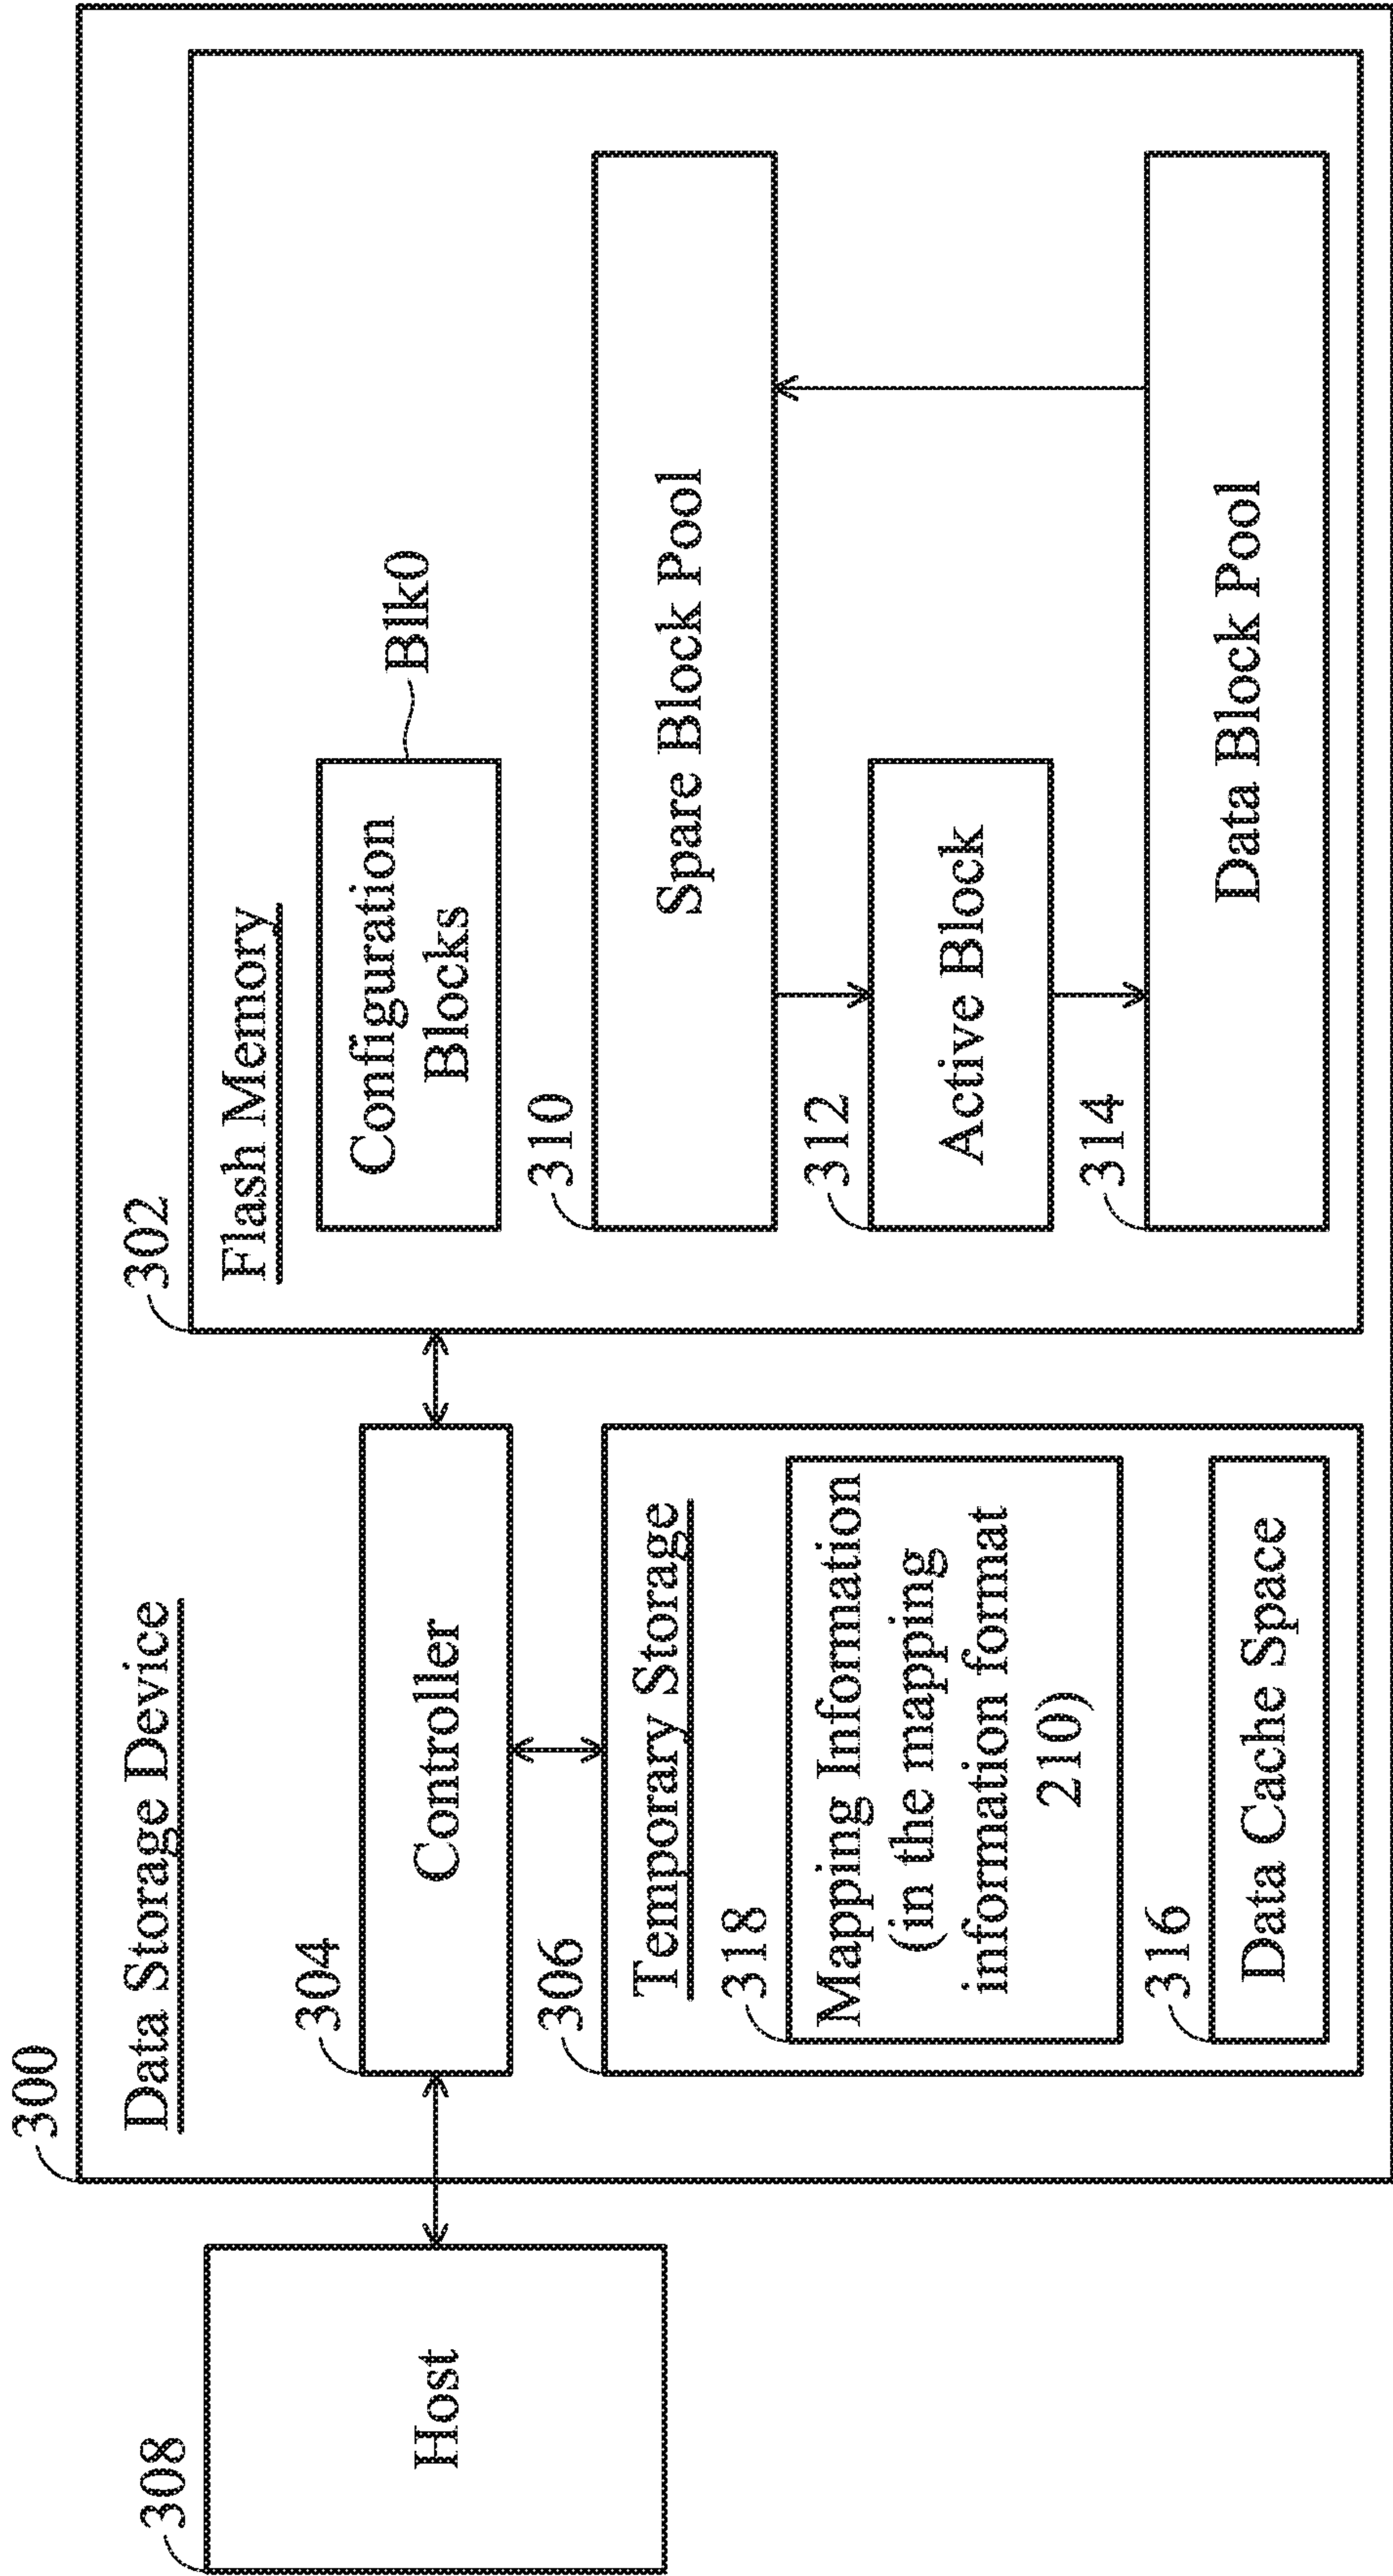 300
Data Storage Device
308
Host
304
Controller
306
Temporary Storage
318
Mapping Information
(in the mapping
information format
210)
316
Data Cache Space
302
Flash Memory
Configuration
Blocks
Blk0
310
Spare Block Pool
312
Active Block
314
Data Block Pool